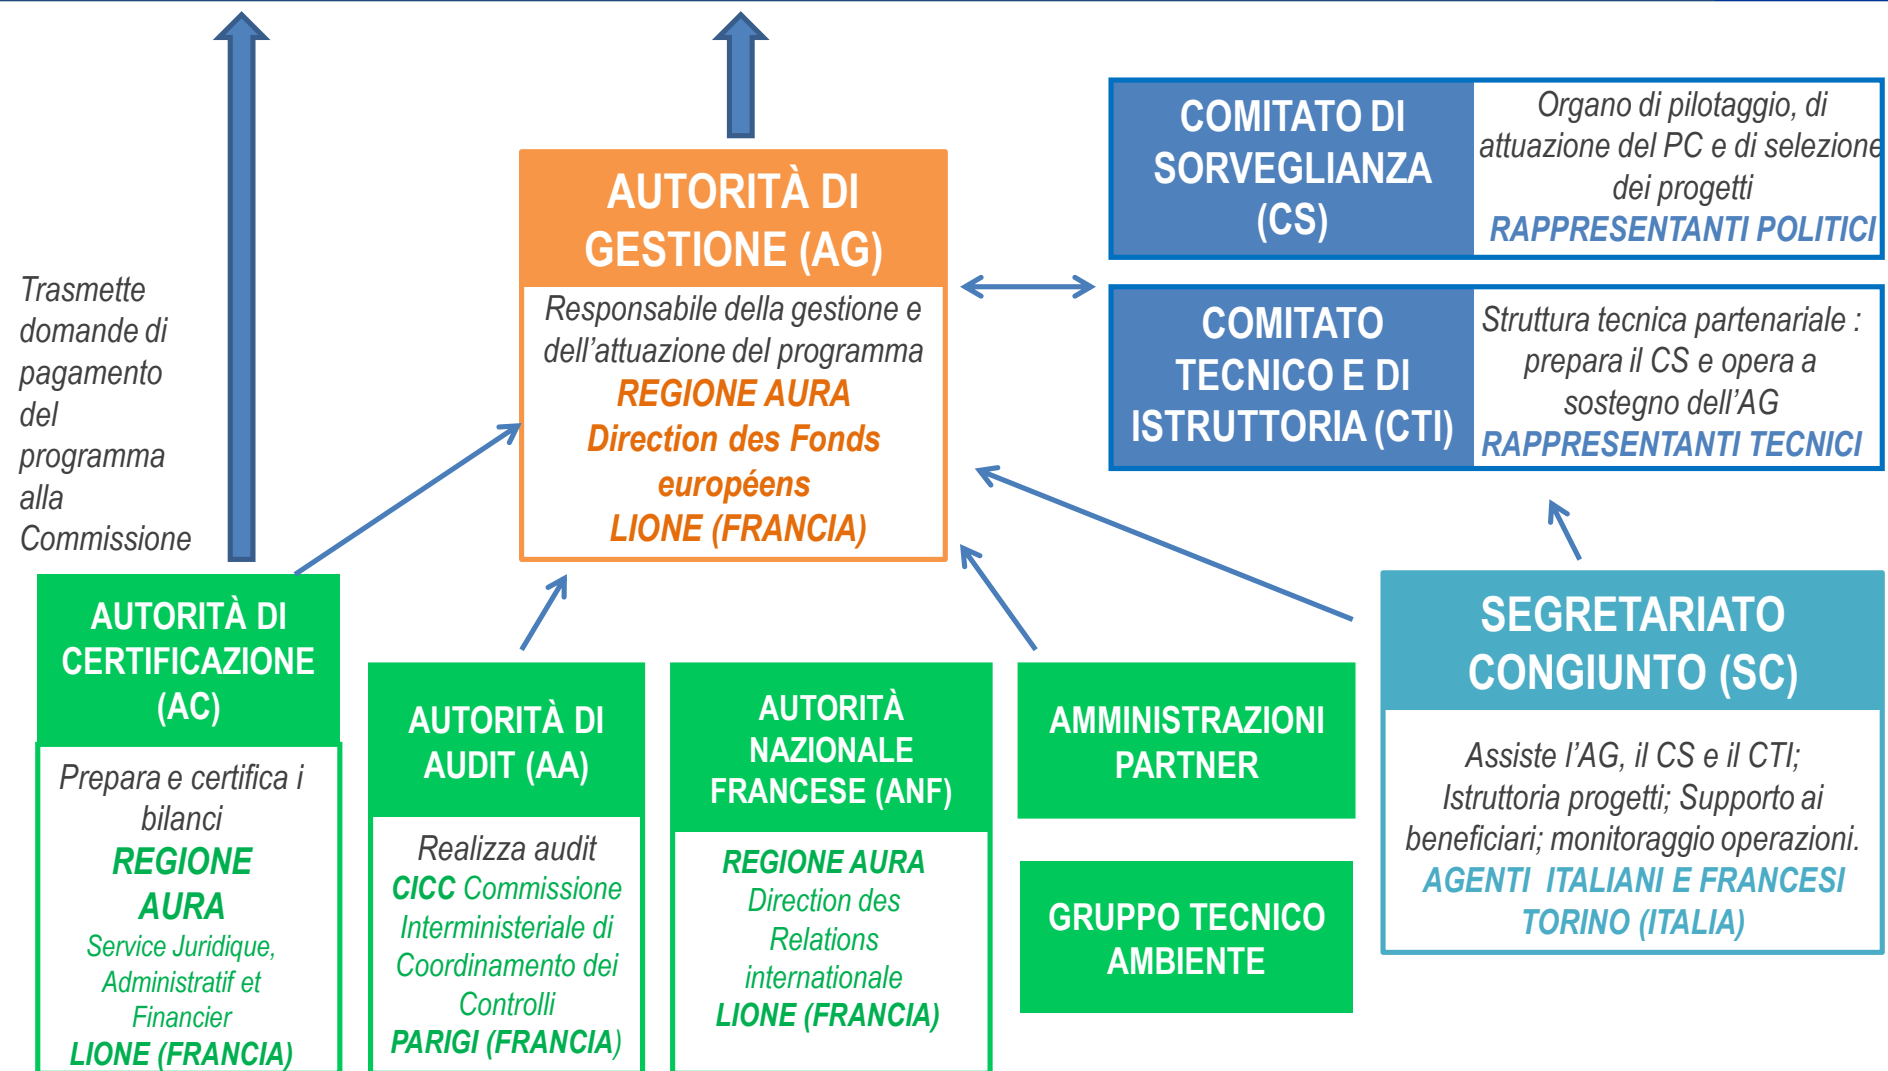 COMITATO DI
SORVEGLIANZA
(CS)
Organo di pilotaggio, di
attuazione del PC e di selezione
dei progetti
RAPPRESENTANTI POLITICI
AUTORITÀ DI
GESTIONE (AG)
Responsabile della gestione e
dell’attuazione del programma
REGIONE AURA
Direction des Fonds
européens
LIONE (FRANCIA)
COMITATO
TECNICO E DI
ISTRUTTORIA (CTI)
Struttura tecnica partenariale :
prepara il CS e opera a
sostegno dell’AG
RAPPRESENTANTI TECNICI
Trasmette
domande di
pagamento
del
programma
alla
Commissione
AUTORITÀ DI
CERTIFICAZIONE
(AC)
Prepara e certifica i
bilanci
REGIONE
AURA
Service Juridique,
Administratif et
Financier
LIONE (FRANCIA)
AUTORITÀ DI
AUDIT (AA)
Realizza audit
CICC Commissione
Interministeriale di
Coordinamento dei
Controlli
PARIGI (FRANCIA)
AUTORITÀ
NAZIONALE
FRANCESE (ANF)
REGIONE AURA
Direction des
Relations
internationale
LIONE (FRANCIA)
AMMINISTRAZIONI
PARTNER
GRUPPO TECNICO
AMBIENTE
SEGRETARIATO
CONGIUNTO (SC)
Assiste l’AG, il CS e il CTI;
Istruttoria progetti; Supporto ai
beneficiari; monitoraggio operazioni.
AGENTI ITALIANI E FRANCESI
TORINO (ITALIA)